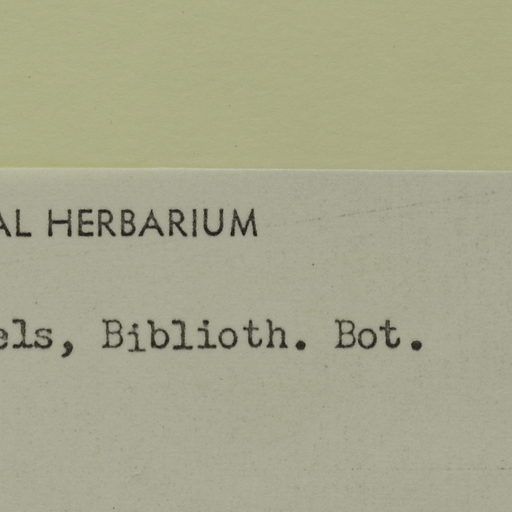 AL HERBARIUM
els, Biblioth. Bot.